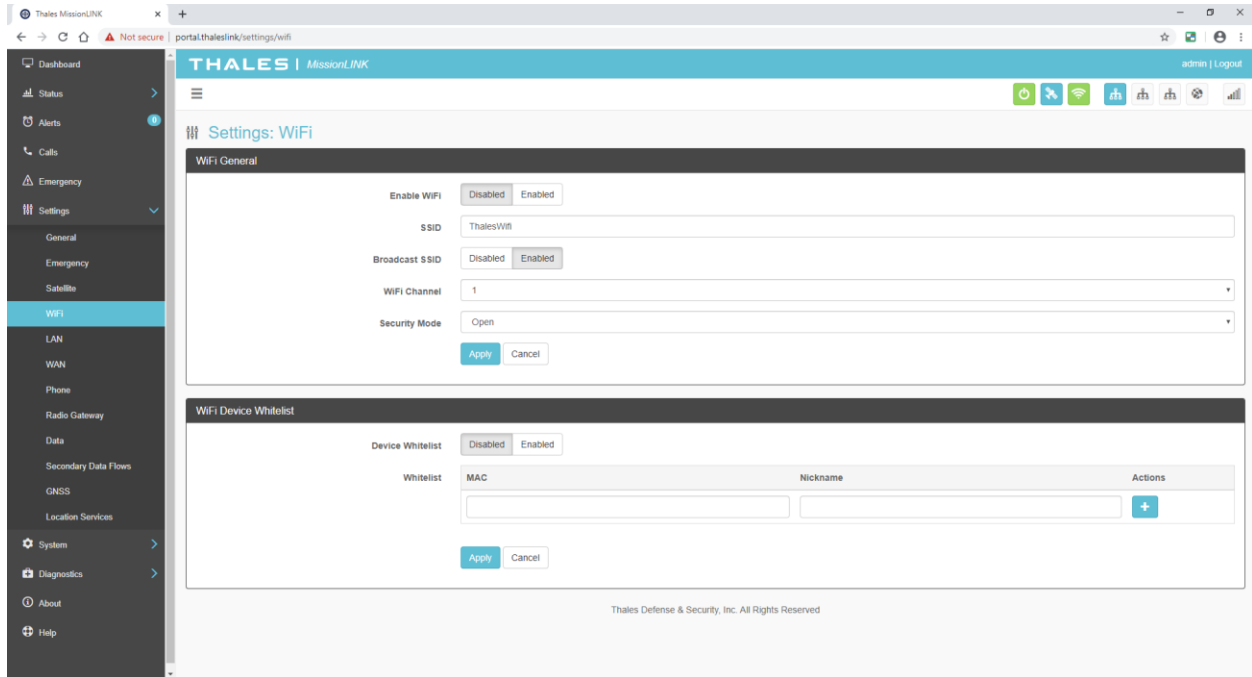 Thales MissionLINK
Not secure | portal.thaleslink/settings/wifi
Dashboard
THALES | MissionLINK
admin | Logout
Status
Alerts
0
Calls
Emergency
Settings
General
Emergency
Satellite
WiFi
LAN
WAN
Phone
Radio Gateway
Data
Secondary Data Flows
GNSS
Location Services
System
Diagnostics
About
Help
Settings: WiFi
WiFi General
Enable WiFi Disabled Enabled
SSID ThalesWifi
Broadcast SSID Disabled Enabled
WiFi Channel 1
Security Mode Open
Apply Cancel
WiFi Device Whitelist
Device Whitelist Disabled Enabled
Whitelist MAC Nickname Actions
Apply Cancel
Thales Defense & Security, Inc. All Rights Reserved